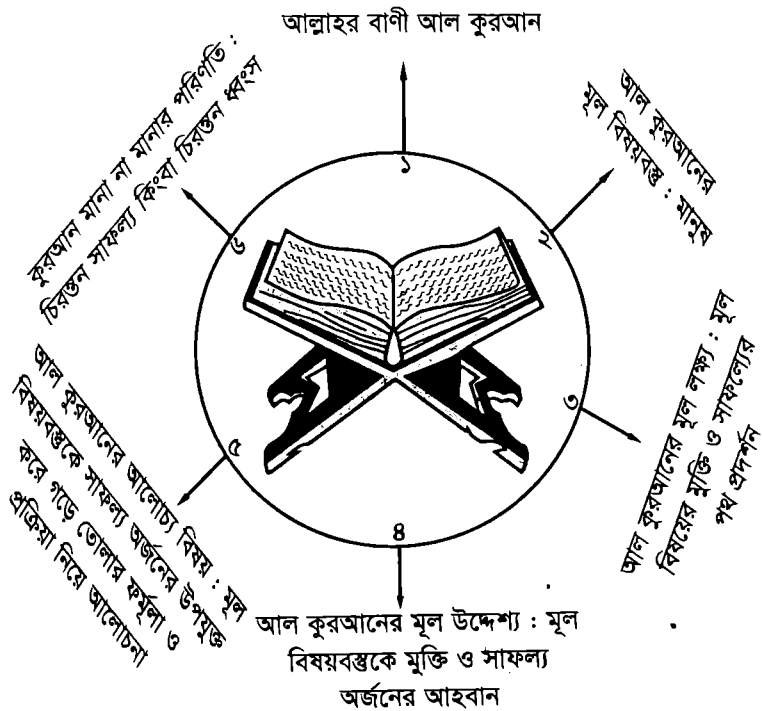 আল্লাহর বাণী আল কুরআন
১
আল কুরআনের
মূল বিষয়বস্তু : মানুষ
২
আল কুরআনের মূল লক্ষ্য : মূল
বিষয়ের মুক্তি ও সাফল্যের
পথ প্রদর্শন
৩
৪
আল কুরআনের মূল উদ্দেশ্য : মূল
বিষয়বস্তুকে মুক্তি ও সাফল্য
অর্জনের আহবান
৫
আল কুরআনের আলোচ্য বিষয় : মূল
বিষয়বস্তুকে সাফল্য অর্জনের উপযুক্ত
করে গড়ে তোলার ফর্মূলা ও
প্রক্রিয়া নিয়ে আলোচনা
৬
কুরআন মানা না মানার পরিণতি :
চিরন্তন সাফল্য কিংবা চিরন্তন ধ্বংস